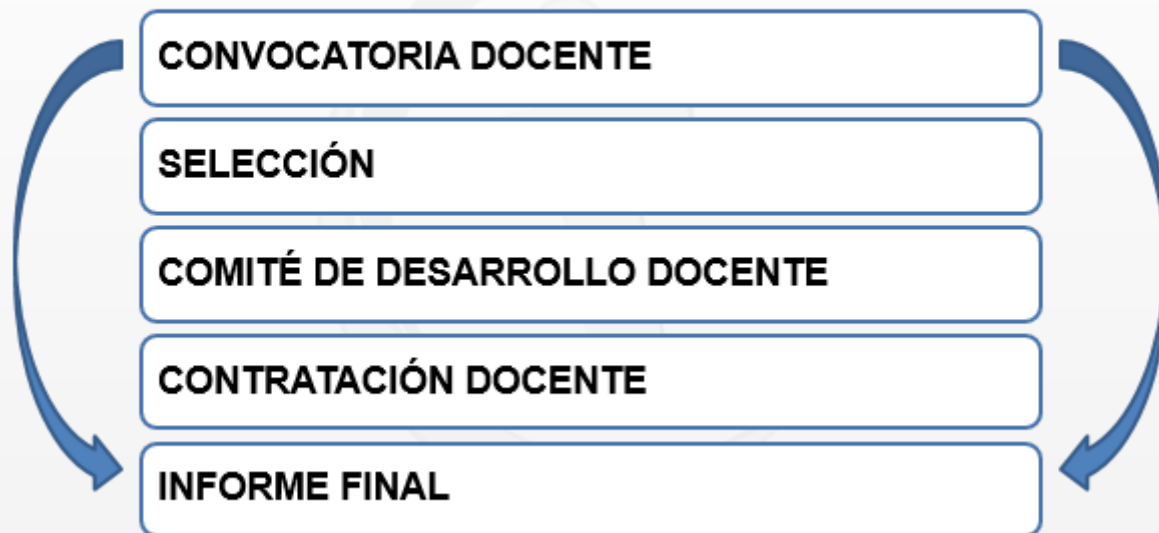 CONVOCATORIA DOCENTE
SELECCIÓN
COMITÉ DE DESARROLLO DOCENTE
CONTRATACIÓN DOCENTE
INFORME FINAL